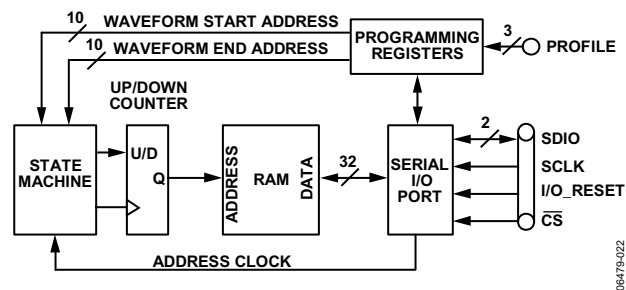 10
WAVEFORM START ADDRESS
10
WAVEFORM END ADDRESS
PROGRAMMING
REGISTERS
3
PROFILE
UP/DOWN
COUNTER
STATE
MACHINE
U/D
Q
ADDRESS
RAM
DATA
32
SERIAL
I/O
PORT
2
SDIO
SCLK
I/O_RESET
CS
ADDRESS CLOCK
06479-022